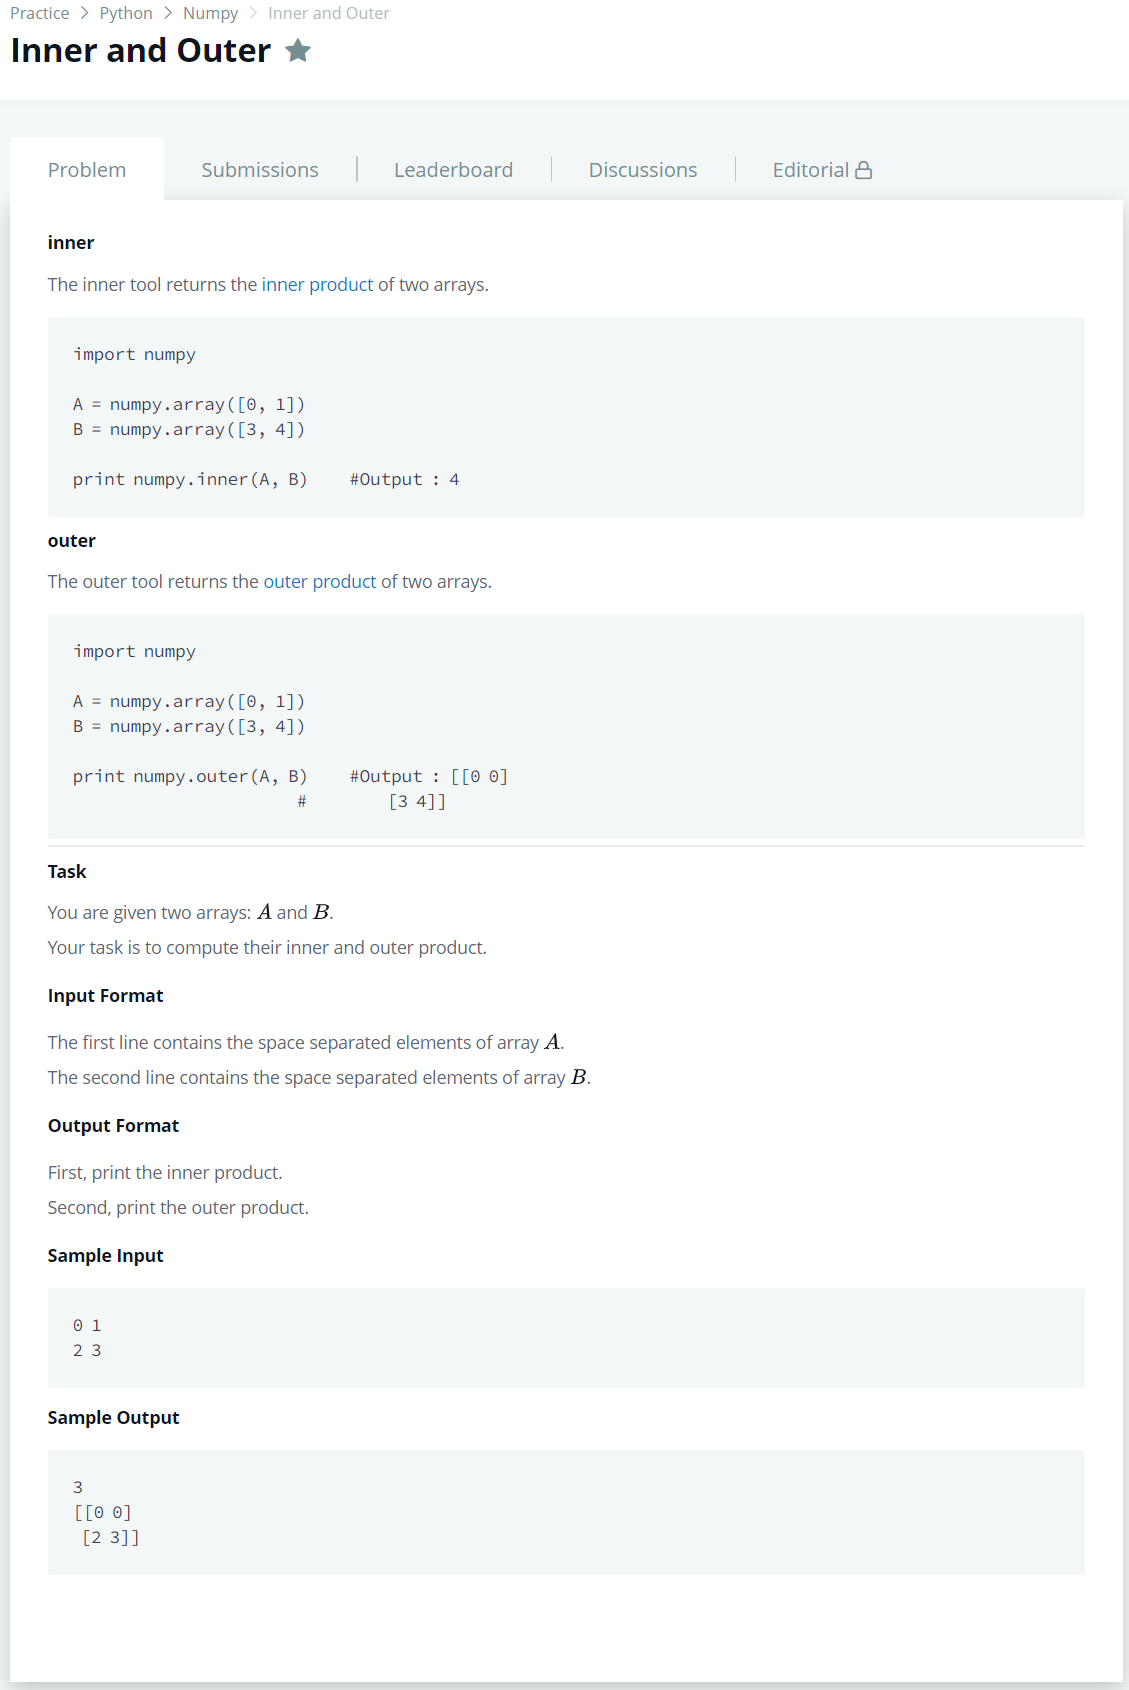 Practice > Python > Numpy > Inner and Outer
Inner and Outer
Problem Submissions Leaderboard Discussions Editorial
inner
The inner tool returns the inner product of two arrays.
import numpy
A = numpy.array([0, 1])
B = numpy.array([3, 4])
print numpy.inner(A, B)    #Output : 4
outer
The outer tool returns the outer product of two arrays.
import numpy
A = numpy.array([0, 1])
B = numpy.array([3, 4])
print numpy.outer(A, B)    #Output : [[0 0]
#         [3 4]]
Task
You are given two arrays: A and B.
Your task is to compute their inner and outer product.
Input Format
The first line contains the space separated elements of array A.
The second line contains the space separated elements of array B.
Output Format
First, print the inner product.
Second, print the outer product.
Sample Input
0 1
2 3
Sample Output
3
[[0 0]
 [2 3]]